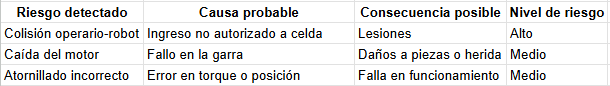 Riesgo detectado Causa probable Consecuencia posible Nivel de riesgo
Colisión operario-robot Ingreso no autorizado a celda Lesiones Alto
Caída del motor Fallo en la garra Daños a piezas o herida Medio
Atornillado incorrecto Error en torque o posición Falla en funcionamiento Medio